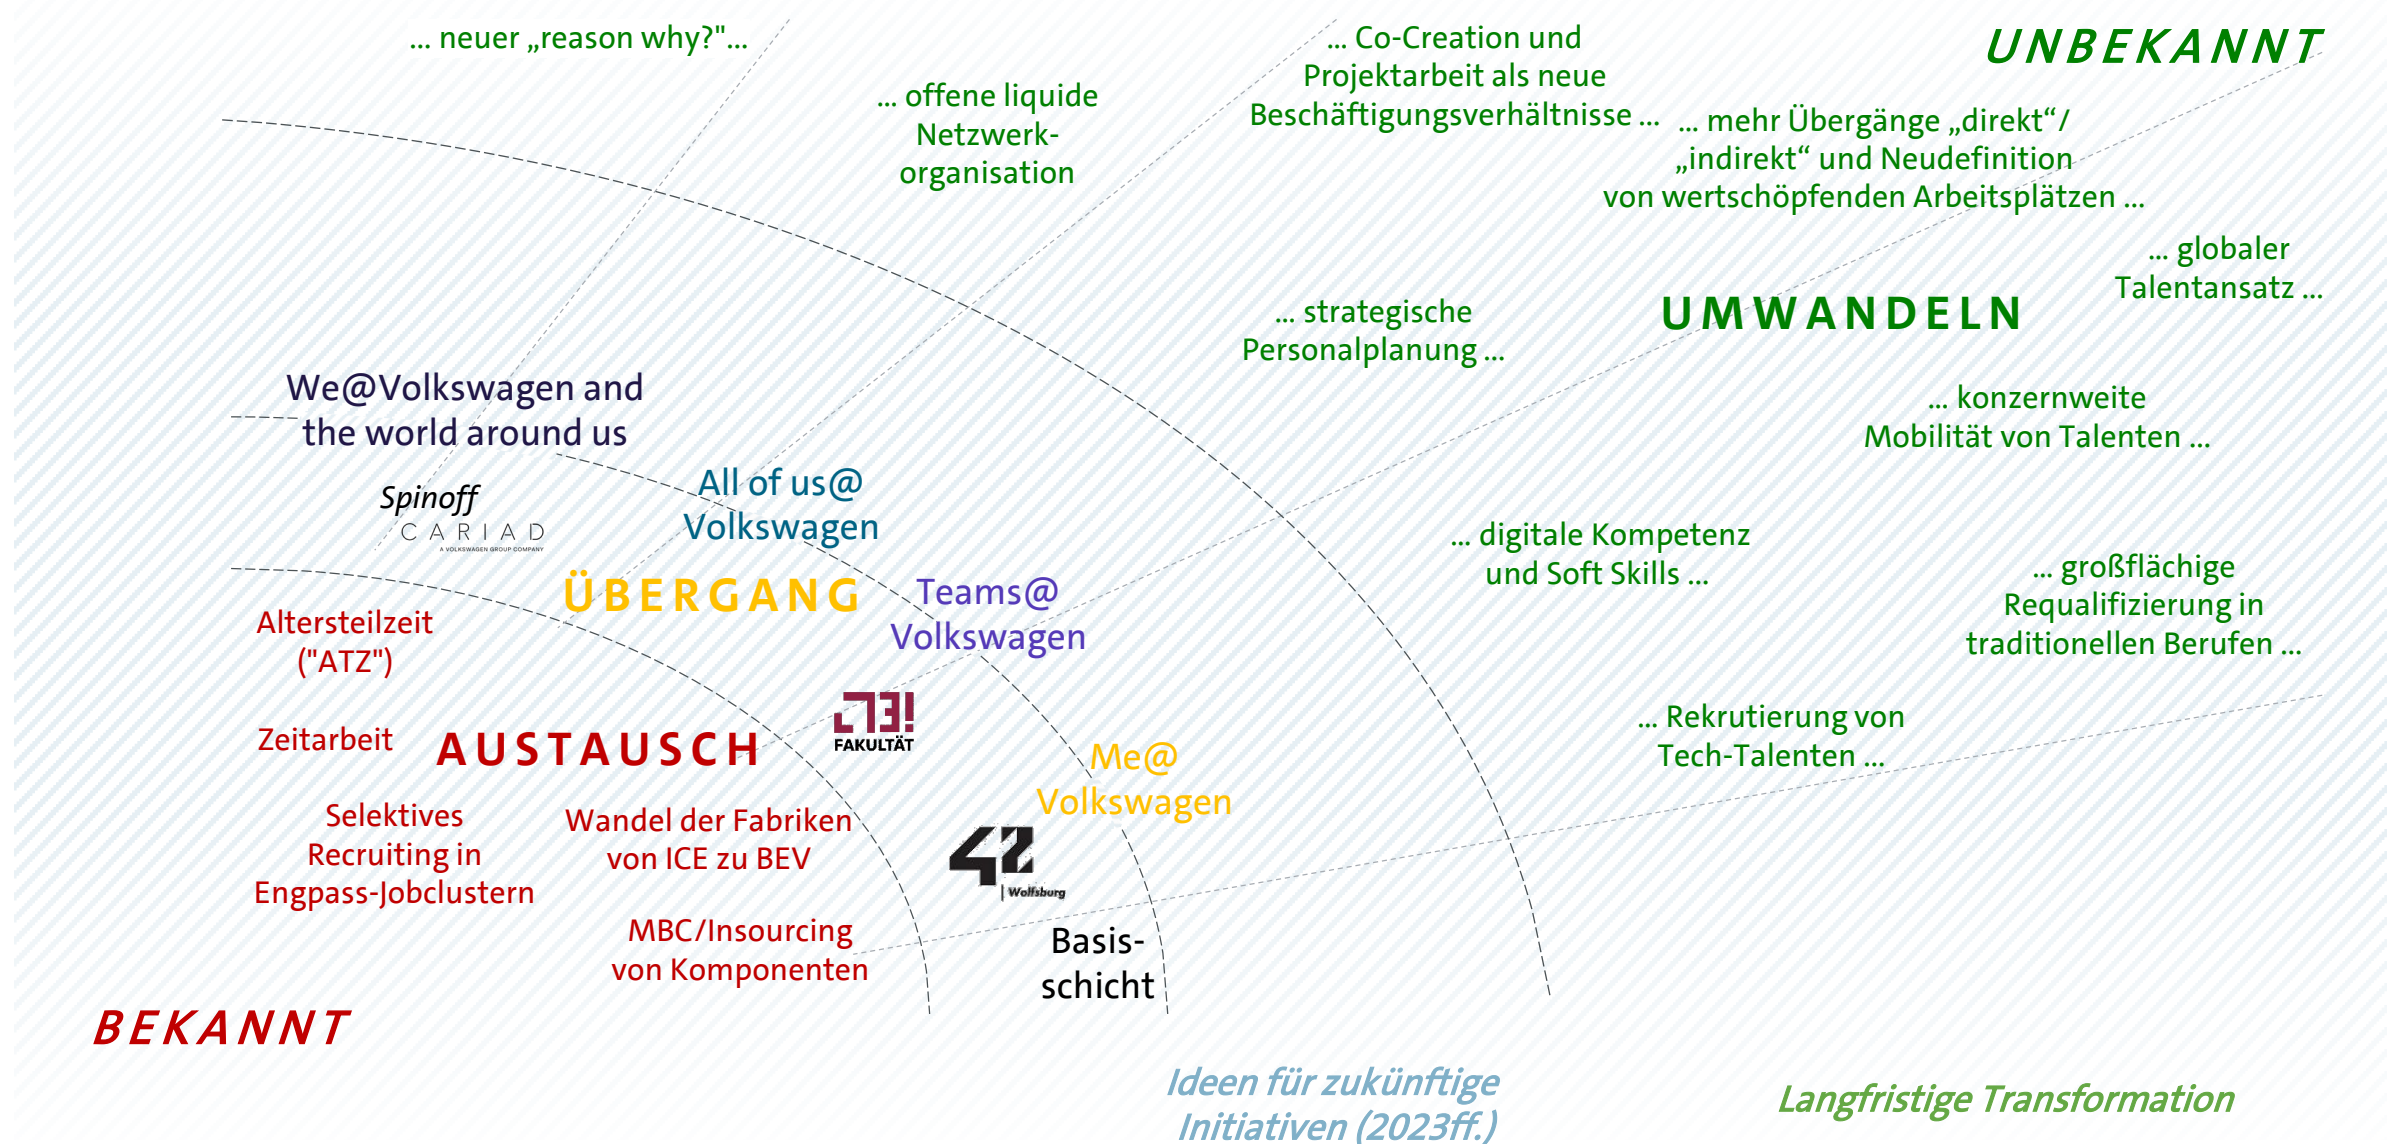 ... neuer „reason why?"...
... offene liquide
Netzwerk-
organisation
... Co-Creation und
Projektarbeit als neue
Beschäftigungsverhältnisse ...
UNBEKANNT
... mehr Übergänge „direkt“/
„indirekt“ und Neudefinition
von wertschöpfenden Arbeitsplätzen ...
... globaler
Talentansatz ...
... strategische
Personalplanung ...
UMWANDELN
... konzernweite
Mobilität von Talenten ...
We@Volkswagen and
the world around us
Spinoff
CARIAD
A VOLKSWAGEN GROUP COMPANY
All of us@
Volkswagen
... digitale Kompetenz
und Soft Skills ...
... großflächige
Requalifizierung in
traditionellen Berufen ...
ÜBERGANG
Teams@
Volkswagen
Altersteilzeit
("ATZ")
FAKULTÄT
73!
... Rekrutierung von
Tech-Talenten ...
Zeitarbeit
AUSTAUSCH
Me@
Volkswagen
Selektives
Recruiting in
Engpass-Jobclustern
Wandel der Fabriken
von ICE zu BEV
42
Wolfsburg
MBC/Insourcing
von Komponenten
Basis-
schicht
BEKANNT
Ideen für zukünftige
Initiativen (2023ff.)
Langfristige Transformation